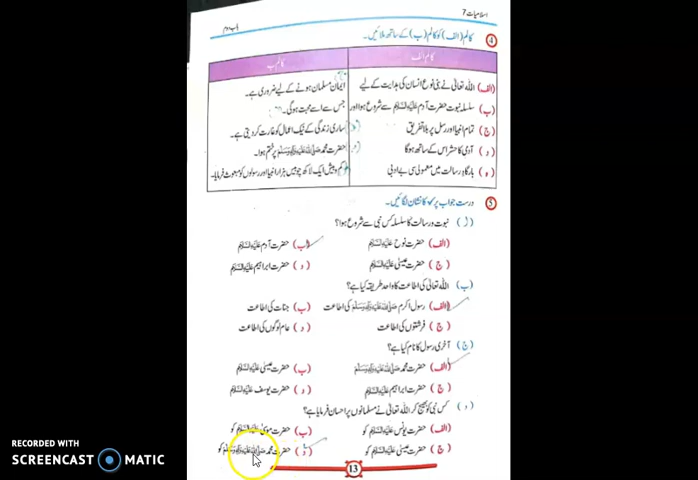 اسلامیات 7
باب دوم
4 کالم (الف) کو کالم (ب) کے ساتھ ملائیں۔
کالم الف کالم ب
(الف) اللہ تعالیٰ نے بنی نوع انسان کی ہدایت کے لیے ایمان مسلمان ہونے کے لیے ضروری ہے۔
(ب) سلسلہ نبوت حضرت آدم علیہ السلام سے شروع ہوا اور جس سے اسے محبت ہوگی۔
(ج) تمام انبیا اور رسل پر بلا تفریق ساری زندگی کے نیک اعمال کو غارت کر دیتی ہے۔
(د) آدمی کا حشر اس کے ساتھ ہوگا حضرت محمد صلی اللہ علیہ وسلم پر ختم ہوا۔
(ہ) بارگاہِ رسالت میں معمولی سی بے ادبی کم و بیش ایک لاکھ چوبیس ہزار انبیا اور رسولوں کو مبعوث فرمایا۔
5 درست جواب پر کا نشان لگائیں۔
نبوت و رسالت کا سلسلہ کس نبی سے شروع ہوا؟
(الف) حضرت نوح علیہ السلام (ب) حضرت آدم علیہ السلام
(ج) حضرت عیسیٰ علیہ السلام (د) حضرت ابراہیم علیہ السلام
(ب) اللہ تعالیٰ کی اطاعت کا واحد طریقہ کیا ہے؟
(الف) رسول اکرم صلی اللہ علیہ وسلم کی اطاعت (ب) جنات کی اطاعت
(ج) فرشتوں کی اطاعت (د) عام لوگوں کی اطاعت
(ج) آخری رسول کا نام کیا ہے؟
(الف) حضرت محمد صلی اللہ علیہ وسلم (ب) حضرت عیسیٰ علیہ السلام
(ج) حضرت ابراہیم علیہ السلام (د) حضرت یوسف علیہ السلام
(د) کس نبی کو بھیج کر اللہ تعالیٰ نے مسلمانوں پر احسان فرمایا ہے؟
(الف) حضرت یونس علیہ السلام کو (ب) حضرت موسیٰ علیہ السلام کو
(ج) حضرت عیسیٰ علیہ السلام کو (د) حضرت محمد صلی اللہ علیہ وسلم کو
13
RECORDED WITH
SCREENCAST MATIC